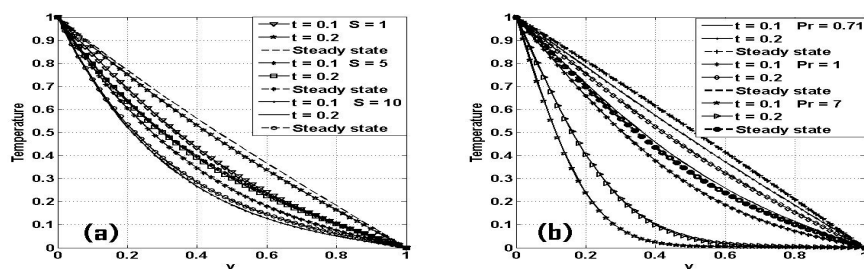 1
0.9
0.8
0.7
0.6
0.5
0.4
0.3
0.2
0.1
0
Temperature
t = 0.1 S = 1
t = 0.2
Steady state
t = 0.1 S = 5
t = 0.2
Steady state
t = 0.1 S = 10
t = 0.2
Steady state
(a)
0 0.2 0.4 0.6 0.8 1
1
0.9
0.8
0.7
0.6
0.5
0.4
0.3
0.2
0.1
0
Temperature
t = 0.1 Pr = 0.71
t = 0.2
Steady state
t = 0.1 Pr = 1
t = 0.2
Steady state
t = 0.1 Pr = 7
t = 0.2
Steady state
(b)
0 0.2 0.4 0.6 0.8 1